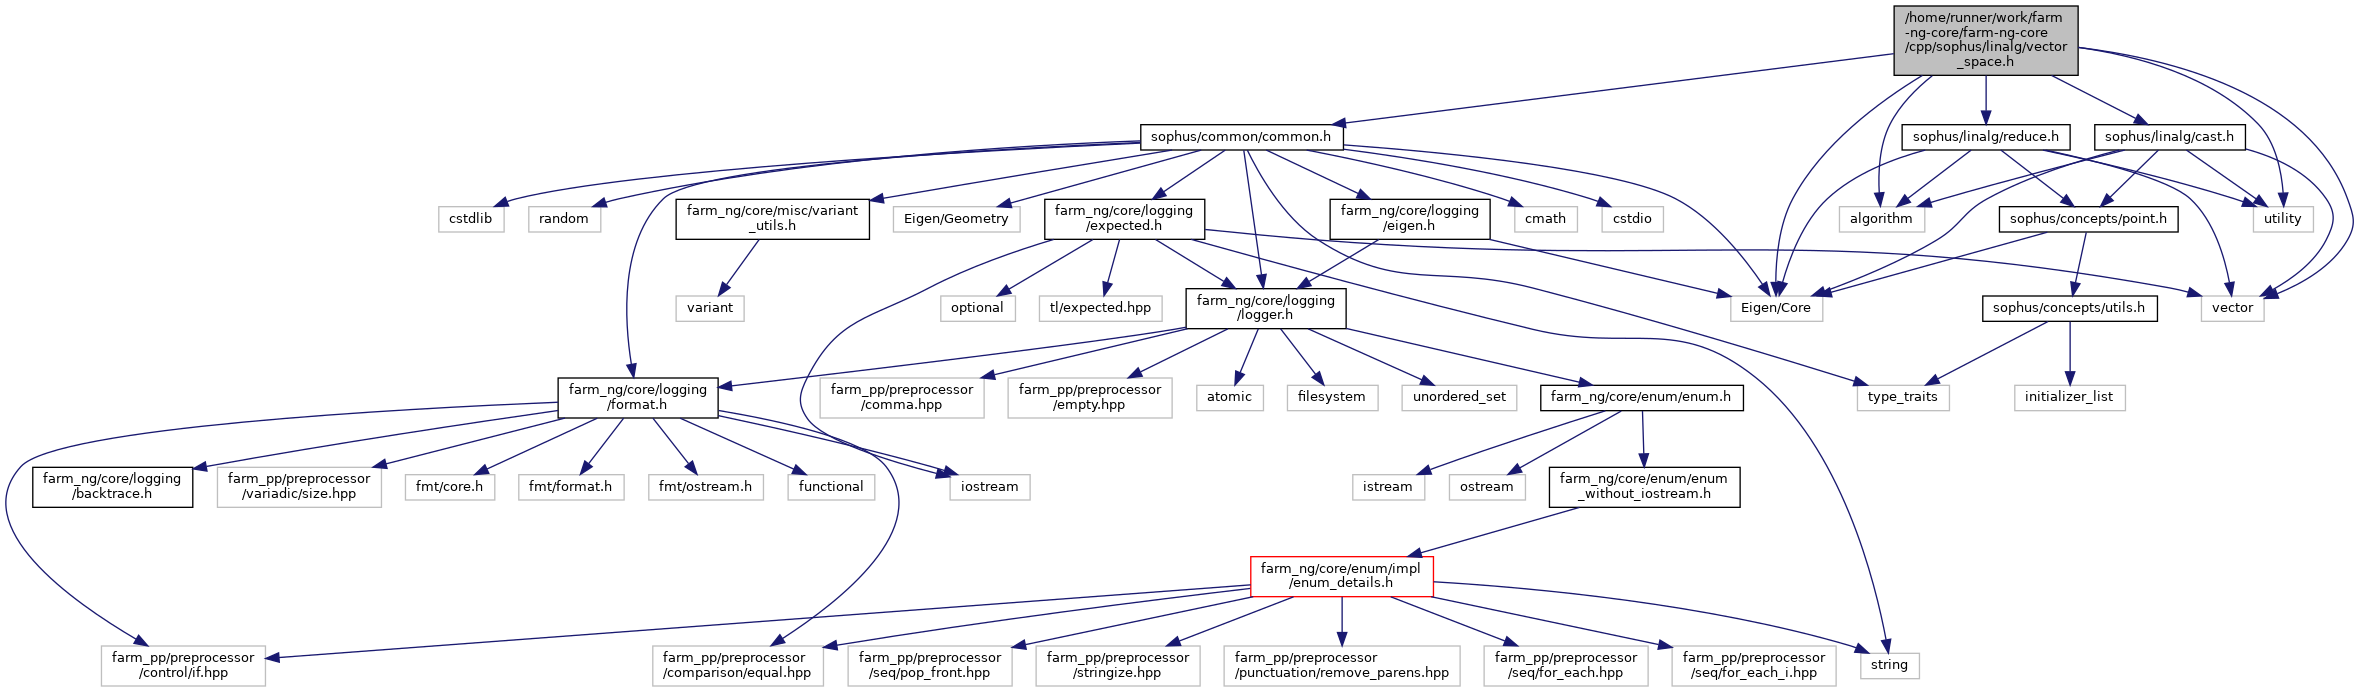 /home/runner/work/farm
-ng-core/farm-ng-core
/cpp/sophus/linalg/vector
_space.h
sophus/common/common.h
sophus/linalg/reduce.h
sophus/linalg/cast.h
cstdlib
random
farm_ng/core/misc/variant
_utils.h
Eigen/Geometry
farm_ng/core/logging
/expected.h
farm_ng/core/logging
/eigen.h
cmath
cstdio
algorithm
sophus/concepts/point.h
utility
variant
optional
tl/expected.hpp
farm_ng/core/logging
/logger.h
Eigen/Core
sophus/concepts/utils.h
vector
farm_ng/core/logging
/format.h
farm_pp/preprocessor
/comma.hpp
farm_pp/preprocessor
/empty.hpp
atomic
filesystem
unordered_set
farm_ng/core/enum/enum.h
type_traits
initializer_list
farm_ng/core/logging
/backtrace.h
farm_pp/preprocessor
/variadic/size.hpp
fmt/core.h
fmt/format.h
fmt/ostream.h
functional
iostream
istream
ostream
farm_ng/core/enum/enum
_without_iostream.h
farm_ng/core/enum/impl
/enum_details.h
farm_pp/preprocessor
/control/if.hpp
farm_pp/preprocessor
/comparison/equal.hpp
farm_pp/preprocessor
/seq/pop_front.hpp
farm_pp/preprocessor
/stringize.hpp
farm_pp/preprocessor
/punctuation/remove_parens.hpp
farm_pp/preprocessor
/seq/for_each.hpp
farm_pp/preprocessor
/seq/for_each_i.hpp
string